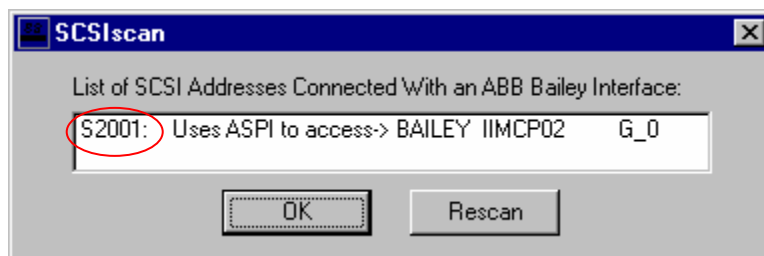 SCSIscan
List of SCSI Addresses Connected With an ABB Bailey Interface:
S2001: Uses ASPI to access-> BAILEY IIMCP02 G_0
OK Rescan